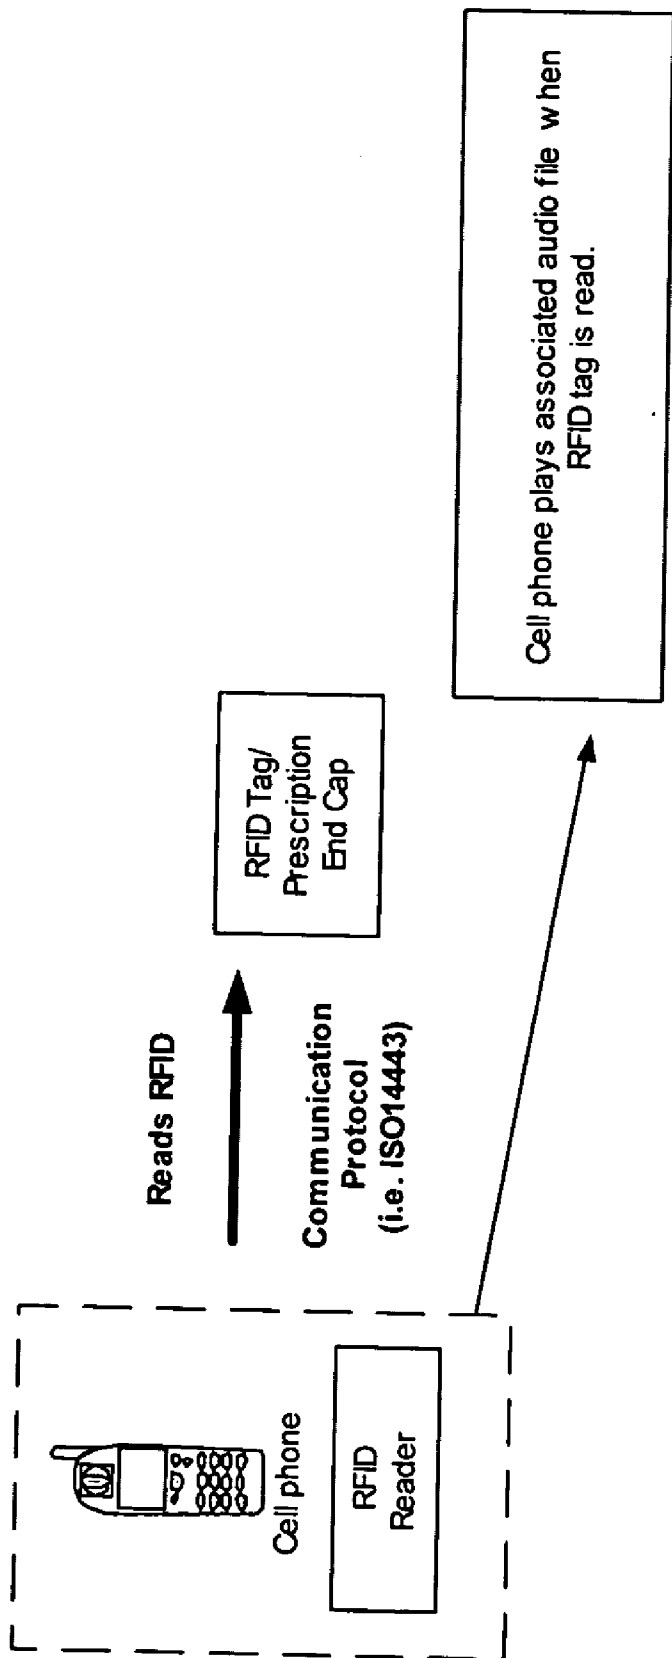 Cell phone
RFID
Reader
Reads RFID
Communication
Protocol
(i.e. ISO14443)
RFID Tag/
Prescription
End Cap
Cell phone plays associated audio file when
RFID tag is read.